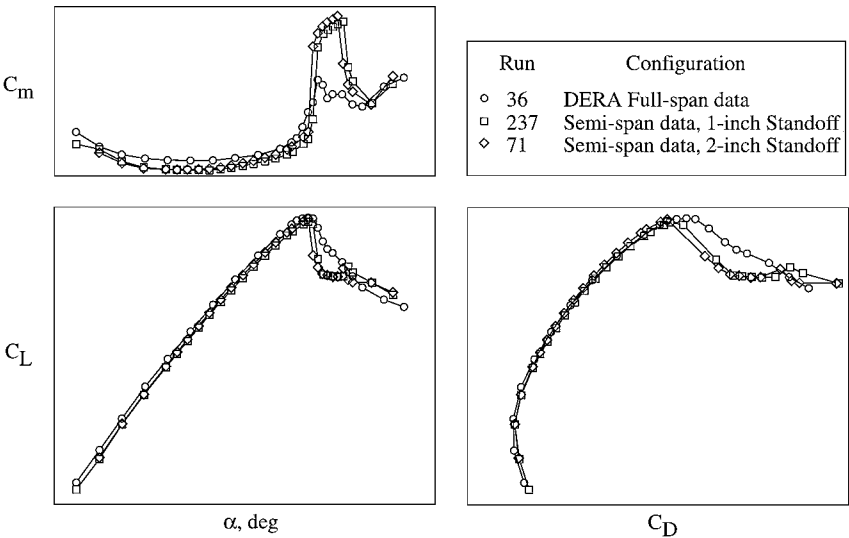 C_m
Run Configuration
36 DERA Full-span data
237 Semi-span data, 1-inch Standoff
71 Semi-span data, 2-inch Standoff
C_L
α, deg
C_D